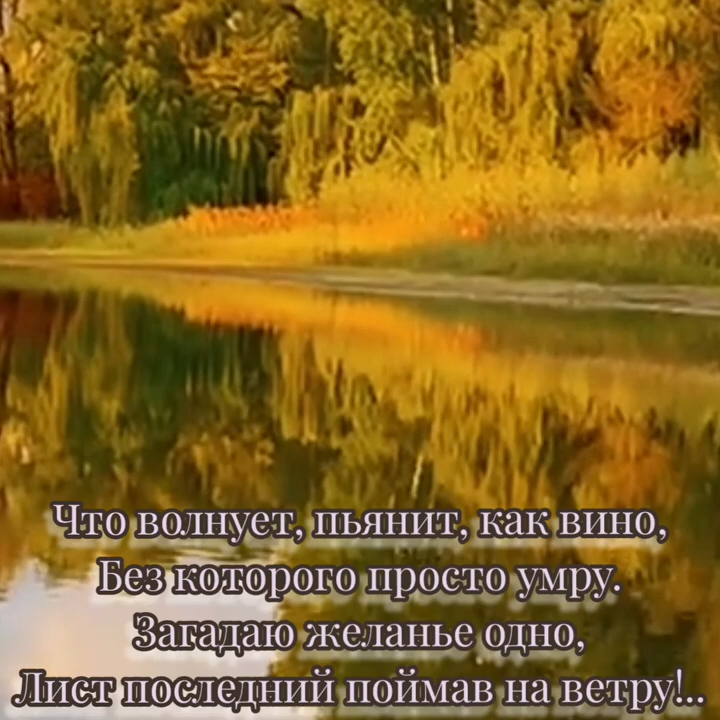 Что волнует, пьянит, как вино,
Без которого просто умру.
Загадаю желанье одно,
Лист последний поймав на ветру!..